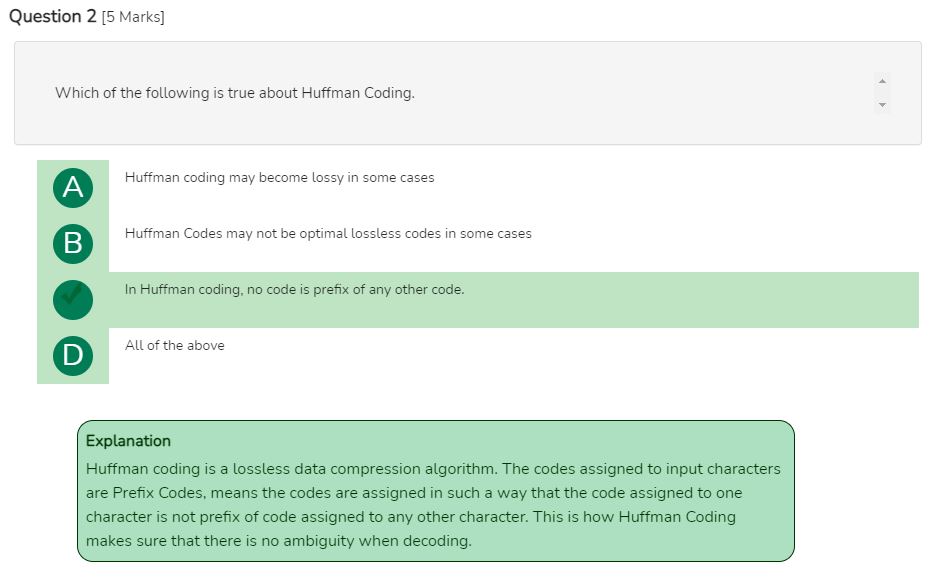 Question 2 [5 Marks]
Which of the following is true about Huffman Coding.
A Huffman coding may become lossy in some cases
B Huffman Codes may not be optimal lossless codes in some cases
In Huffman coding, no code is prefix of any other code.
D All of the above
Explanation
Huffman coding is a lossless data compression algorithm. The codes assigned to input characters
are Prefix Codes, means the codes are assigned in such a way that the code assigned to one
character is not prefix of code assigned to any other character. This is how Huffman Coding
makes sure that there is no ambiguity when decoding.